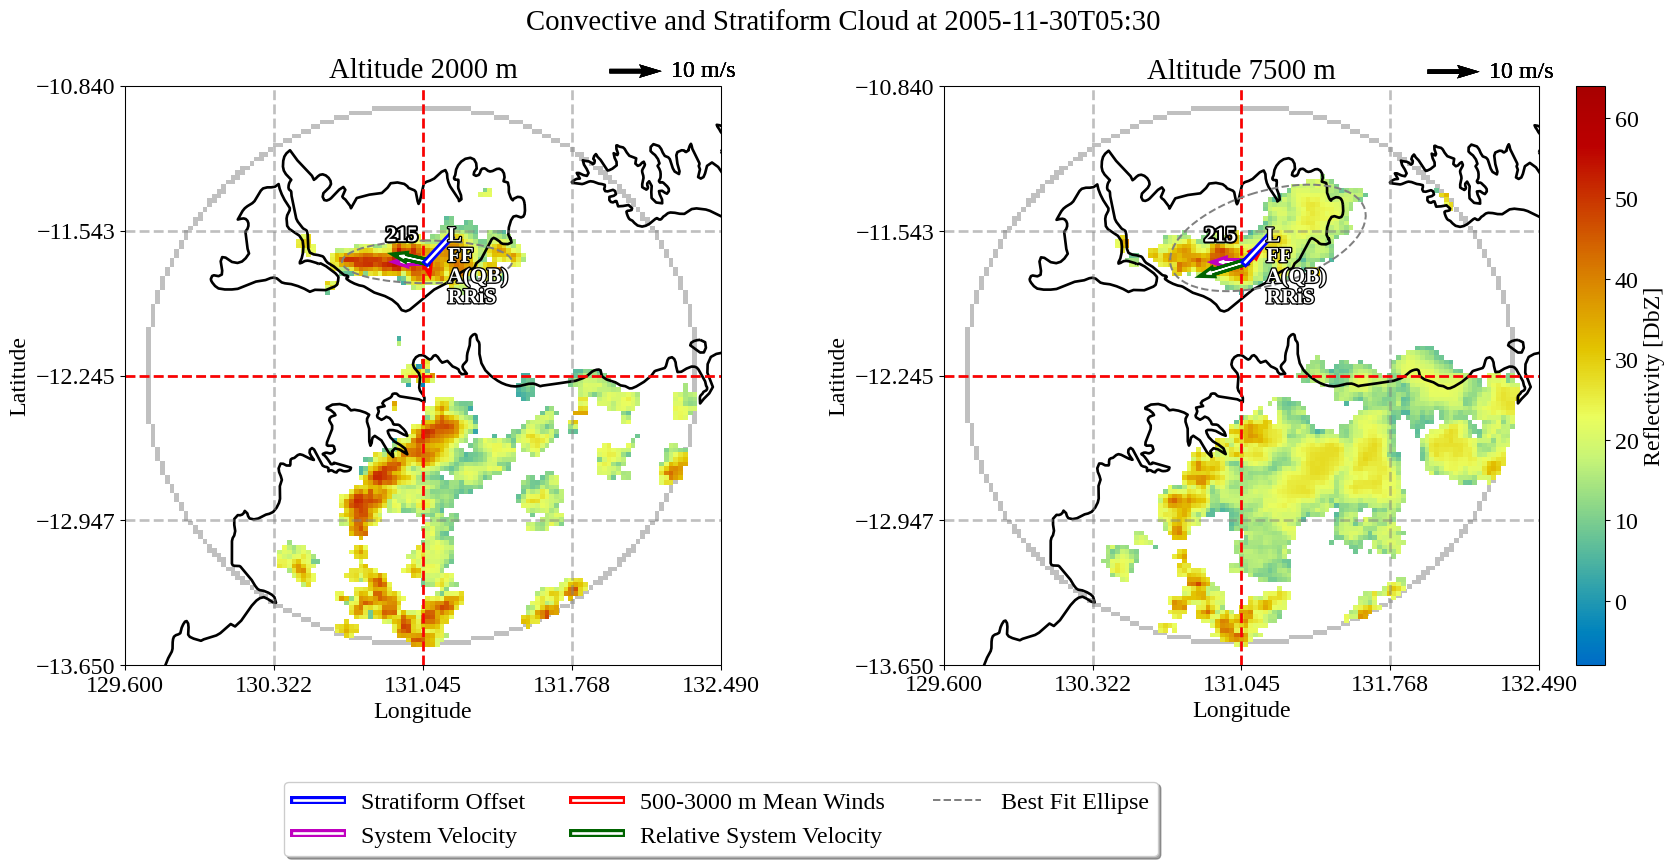 Convective and Stratiform Cloud at 2005-11-30T05:30
Altitude 2000 m
10 m/s
Altitude 7500 m
10 m/s
−10.840
−11.543
−12.245
−12.947
−13.650
Latitude
129.600
130.322
131.045
131.768
132.490
Longitude
215
L
FF
A(QB)
RRiS
−10.840
−11.543
−12.245
−12.947
−13.650
Latitude
129.600
130.322
131.045
131.768
132.490
Longitude
215
L
FF
A(QB)
RRiS
60
50
40
30
20
10
0
Reflectivity [DbZ]
Stratiform Offset
System Velocity
500-3000 m Mean Winds
Relative System Velocity
Best Fit Ellipse